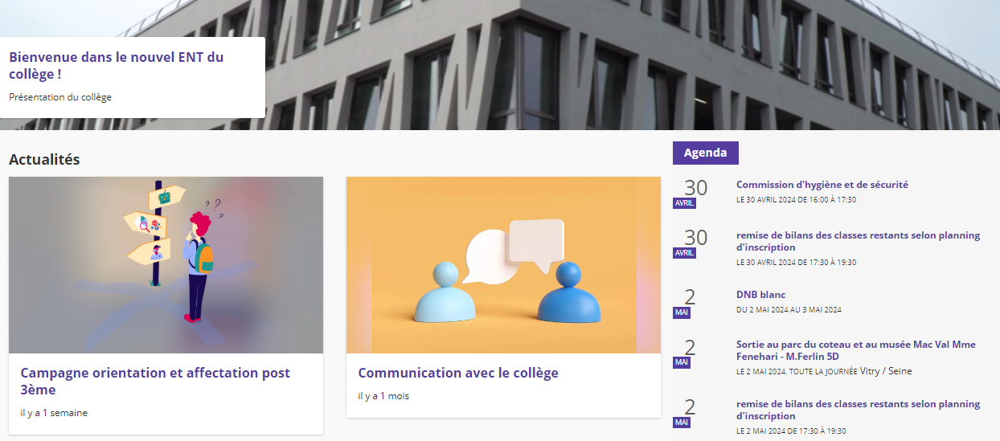 Bienvenue dans le nouvel ENT du
collège !
Présentation du collège
Actualités
Campagne orientation et affectation post
3ème
il y a 1 semaine
Communication avec le collège
il y a 1 mois
Agenda
30
AVRIL
Commission d'hygiène et de sécurité
LE 30 AVRIL 2024 DE 16:00 À 17:30
30
AVRIL
remise de bilans des classes restants selon planning
d'inscription
LE 30 AVRIL 2024 DE 17:30 À 19:30
2
MAI
DNB blanc
DU 2 MAI 2024 AU 3 MAI 2024
2
MAI
Sortie au parc du coteau et au musée Mac Val Mme
Fenehari - M.Ferlin 5D
LE 2 MAI 2024, TOUTE LA JOURNÉE Vitry / Seine
2
MAI
remise de bilans des classes restants selon planning
d'inscription
LE 2 MAI 2024 DE 17:30 À 19:30